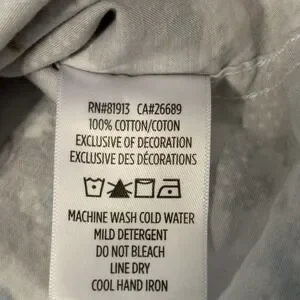 RN#81913 CA#26689
100% COTTON/COTON
EXCLUSIVE OF DECORATION
EXCLUSIVE DES DÉCORATIONS
MACHINE WASH COLD WATER
MILD DETERGENT
DO NOT BLEACH
LINE DRY
COOL HAND IRON